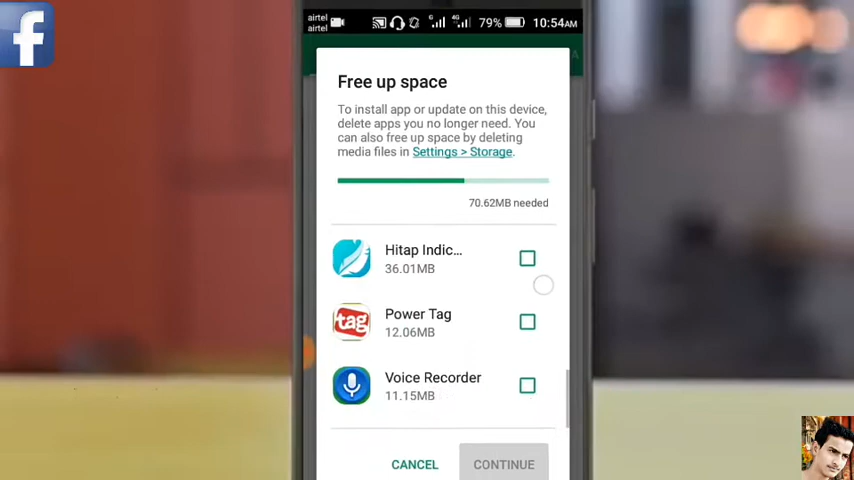 airtel
airtel
79%
10:54AM
Free up space
To install app or update on this device,
delete apps you no longer need. You
can also free up space by deleting
media files in Settings > Storage.
70.62MB needed
Hitap Indic...
36.01MB
tag
Power Tag
12.06MB
Voice Recorder
11.15MB
CANCEL
CONTINUE